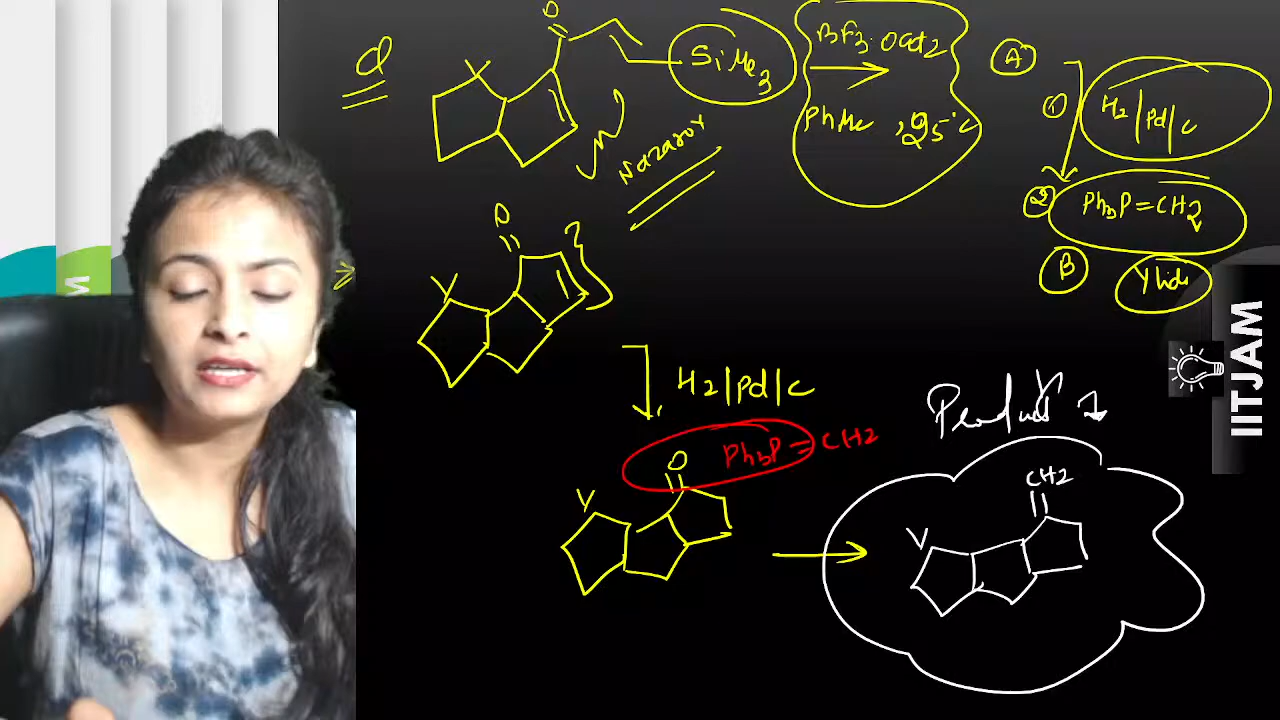 Q
O
SiMe3
BF3.OEt2
PhMe, 25°C
Nazarov
A
① H2|Pd|C
② Ph3P=CH2
B
Ylide
O
H2|Pd|C
Ph3P=CH2
O
Product
CH2
IITJAM
M